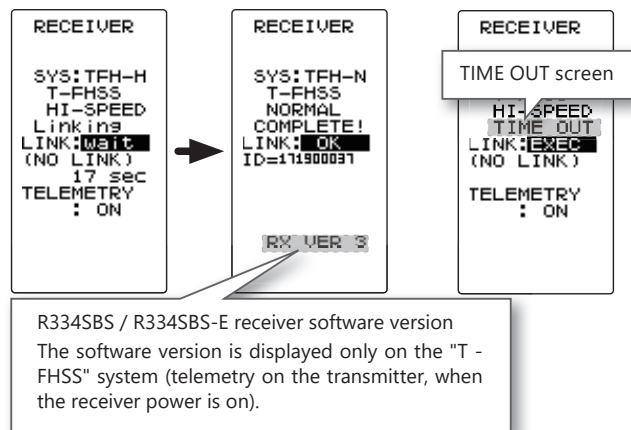 RECEIVER
SYS:TFH-H
T-FHSS
HI-SPEED
Linking
LINK:wait
(NO LINK)
17 sec
TELEMETRY
: ON
RECEIVER
SYS:TFH-N
T-FHSS
NORMAL
COMPLETE!
LINK: OK
ID=171900037
RX VER 3
RECEIVER
TIME OUT screen
HI-SPEED
TIME OUT
LINK:EXEC
(NO LINK)
TELEMETRY
: ON
R334SBS / R334SBS-E receiver software version
The software version is displayed only on the "T -
FHSS" system (telemetry on the transmitter, when
the receiver power is on).